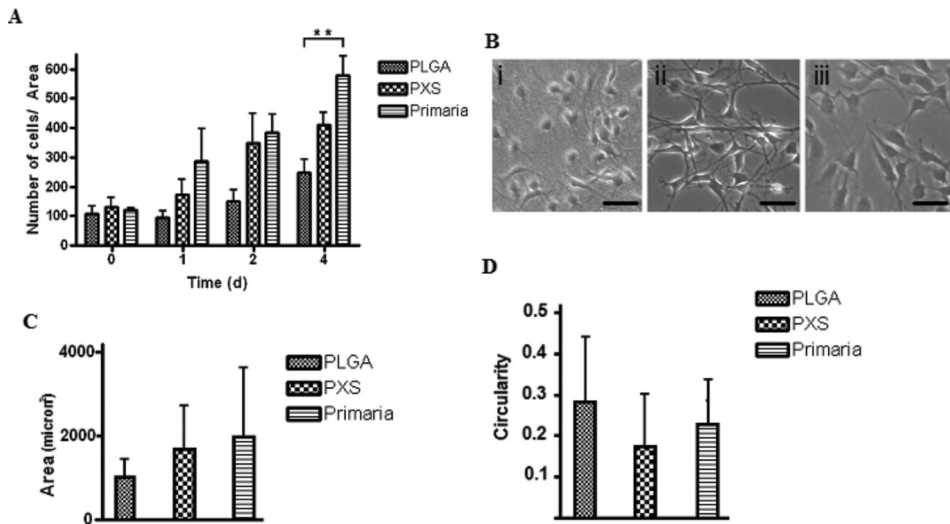 A
**
Number of cells/ Area
600
500
400
300
200
100
0
0 1 2 4
Time (d)
PLGA
PXS
Primaria
B
i ii iii
C
Area (micron²)
4000
2000
0
PLGA
PXS
Primaria
D
Circularity
0.5
0.4
0.3
0.2
0.1
PLGA
PXS
Primaria